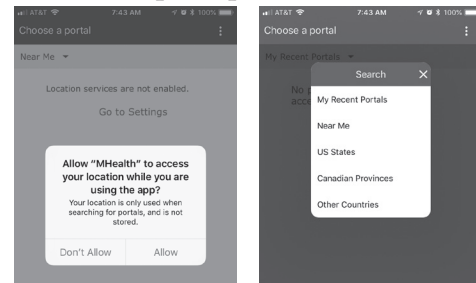 AT&T 7:43 AM 100%
Choose a portal
Near Me
Location services are not enabled.
Go to Settings
Allow "MHealth" to access
your location while you are
using the app?
Your location is only used when
searching for portals, and is not
stored.
Don't Allow Allow
AT&T 7:43 AM 100%
Choose a portal
My Recent Portals
No
acce
Search X
My Recent Portals
Near Me
US States
Canadian Provinces
Other Countries